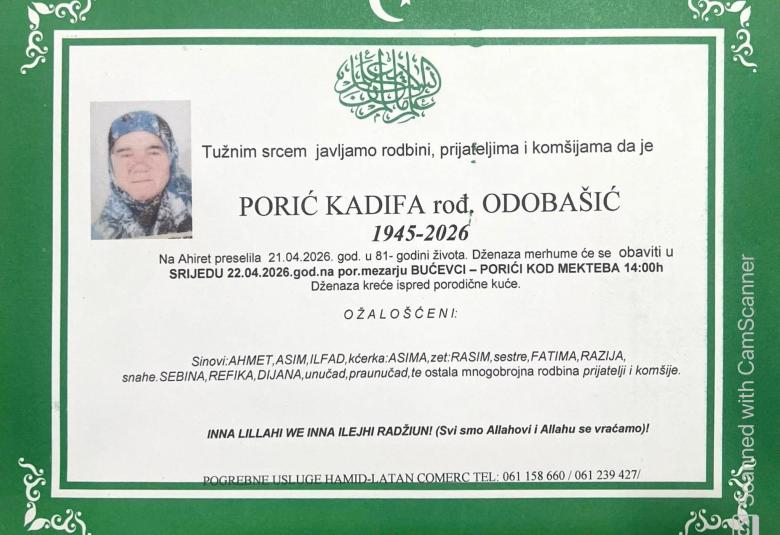 Tužnim srcem javljamo rodbini, prijateljima i komšijama da je
PORIĆ KADIFA rođ, ODOBAŠIĆ
1945-2026
Na Ahiret preselila 21.04.2026. god. u 81- godini života. Dženaza merhume će se obaviti u
SRIJEDU 22.04.2026.god.na por.mezarju BUĆEVCI – PORIĆI KOD MEKTEBA 14:00h
Dženaza kreće ispred porodične kuće.
OŽALOŠĆENI:
Sinovi:AHMET,ASIM,ILFAD,kćerka:ASIMA,zet:RASIM,sestre,FATIMA,RAZIJA,
snahe.SEBINA,REFIKA,DIJANA,unučad,praunučad,te ostala mnogobrojna rodbina prijatelji i komšije.
INNA LILLAHI WE INNA ILEJHI RADŽIUN! (Svi smo Allahovi i Allahu se vraćamo)!
POGREBNE USLUGE HAMID-LATAN COMERC TEL: 061 158 660 / 061 239 427/
Scanned with CamScanner